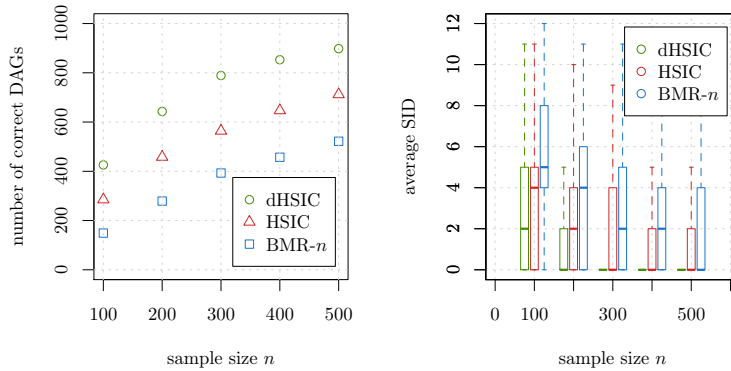 number of correct DAGs
1000
800
600
400
200
0
dHSIC
HSIC
BMR-n
100 200 300 400 500
sample size n
average SID
12
10
8
6
4
2
0
dHSIC
HSIC
BMR-n
0 100 300 500
sample size n